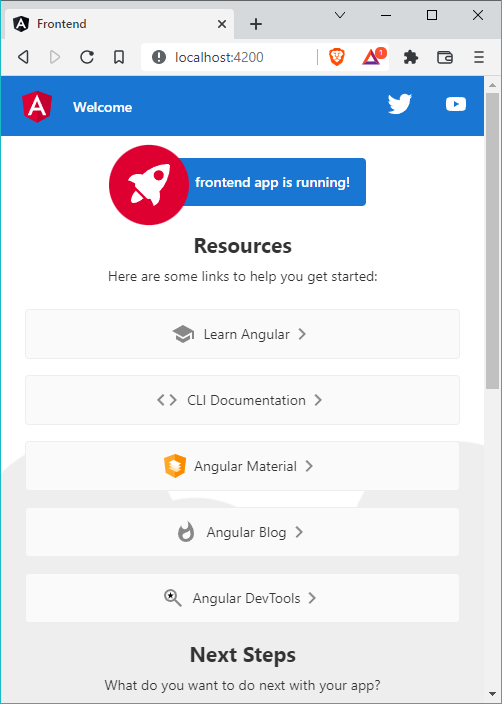 Frontend
localhost:4200
1
Welcome
frontend app is running!
Resources
Here are some links to help you get started:
Learn Angular
CLI Documentation
Angular Material
Angular Blog
Angular DevTools
Next Steps
What do you want to do next with your app?